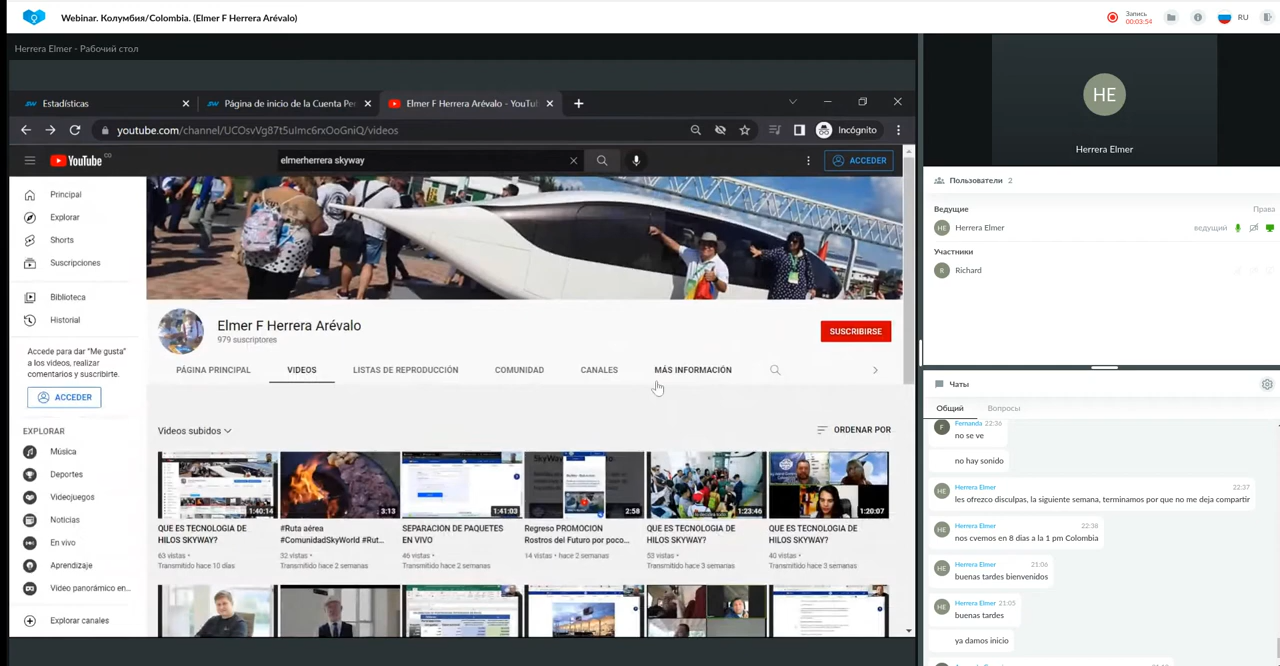 Webinar. Колумбия/Colombia. (Elmer F Herrera Arévalo)
Запись
00:03:54
RU
Herrera Elmer - Рабочий стол
Estadísticas
Página de inicio de la Cuenta Per
Elmer F Herrera Arévalo - YouTub
youtube.com/channel/UCOsvVg87t5uImc6rxOoGniQ/videos
Incógnito
YouTube CO
elmerherrera skyway
ACCEDER
Principal
Explorar
Shorts
Suscripciones
Biblioteca
Historial
Accede para dar "Me gusta"
a los videos, realizar
comentarios y suscribirte.
ACCEDER
EXPLORAR
Música
Deportes
Videojuegos
Noticias
En vivo
Aprendizaje
Video panorámico en...
Explorar canales
Elmer F Herrera Arévalo
979 suscriptores
SUSCRIBIRSE
PÁGINA PRINCIPAL
VIDEOS
LISTAS DE REPRODUCCIÓN
COMUNIDAD
CANALES
MÁS INFORMACIÓN
Videos subidos
ORDENAR POR
1:40:14
3:13
1:41:03
2:58
1:23:46
1:20:07
QUE ES TECNOLOGIA DE
HILOS SKYWAY?
63 vistas •
Transmitido hace 10 días
#Ruta aérea
#ComunidadSkyWorld #Rut...
32 vistas •
Transmitido hace 2 semanas
SEPARACION DE PAQUETES
EN VIVO
46 vistas •
Transmitido hace 2 semanas
Regreso PROMOCION
Rostros del Futuro por poco...
14 vistas • hace 2 semanas
QUE ES TECNOLOGIA DE
HILOS SKYWAY?
53 vistas •
Transmitido hace 3 semanas
QUE ES TECNOLOGIA DE
HILOS SKYWAY?
40 vistas •
Transmitido hace 3 semanas
HE
Herrera Elmer
Пользователи 2
Ведущие
Права
HE
Herrera Elmer
ведущий
Участники
R
Richard
Чаты
Общий
Вопросы
F
Fernanda 22:36
no se ve
no hay sonido
HE
Herrera Elmer 22:37
les ofrezco disculpas, la siguiente semana, terminamos por que no me deja compartir
HE
Herrera Elmer 22:38
nos cvemos en 8 dias a la 1 pm Colombia
HE
Herrera Elmer 21:06
buenas tardes bienvenidos
HE
Herrera Elmer 21:05
buenas tardes
ya damos inicio